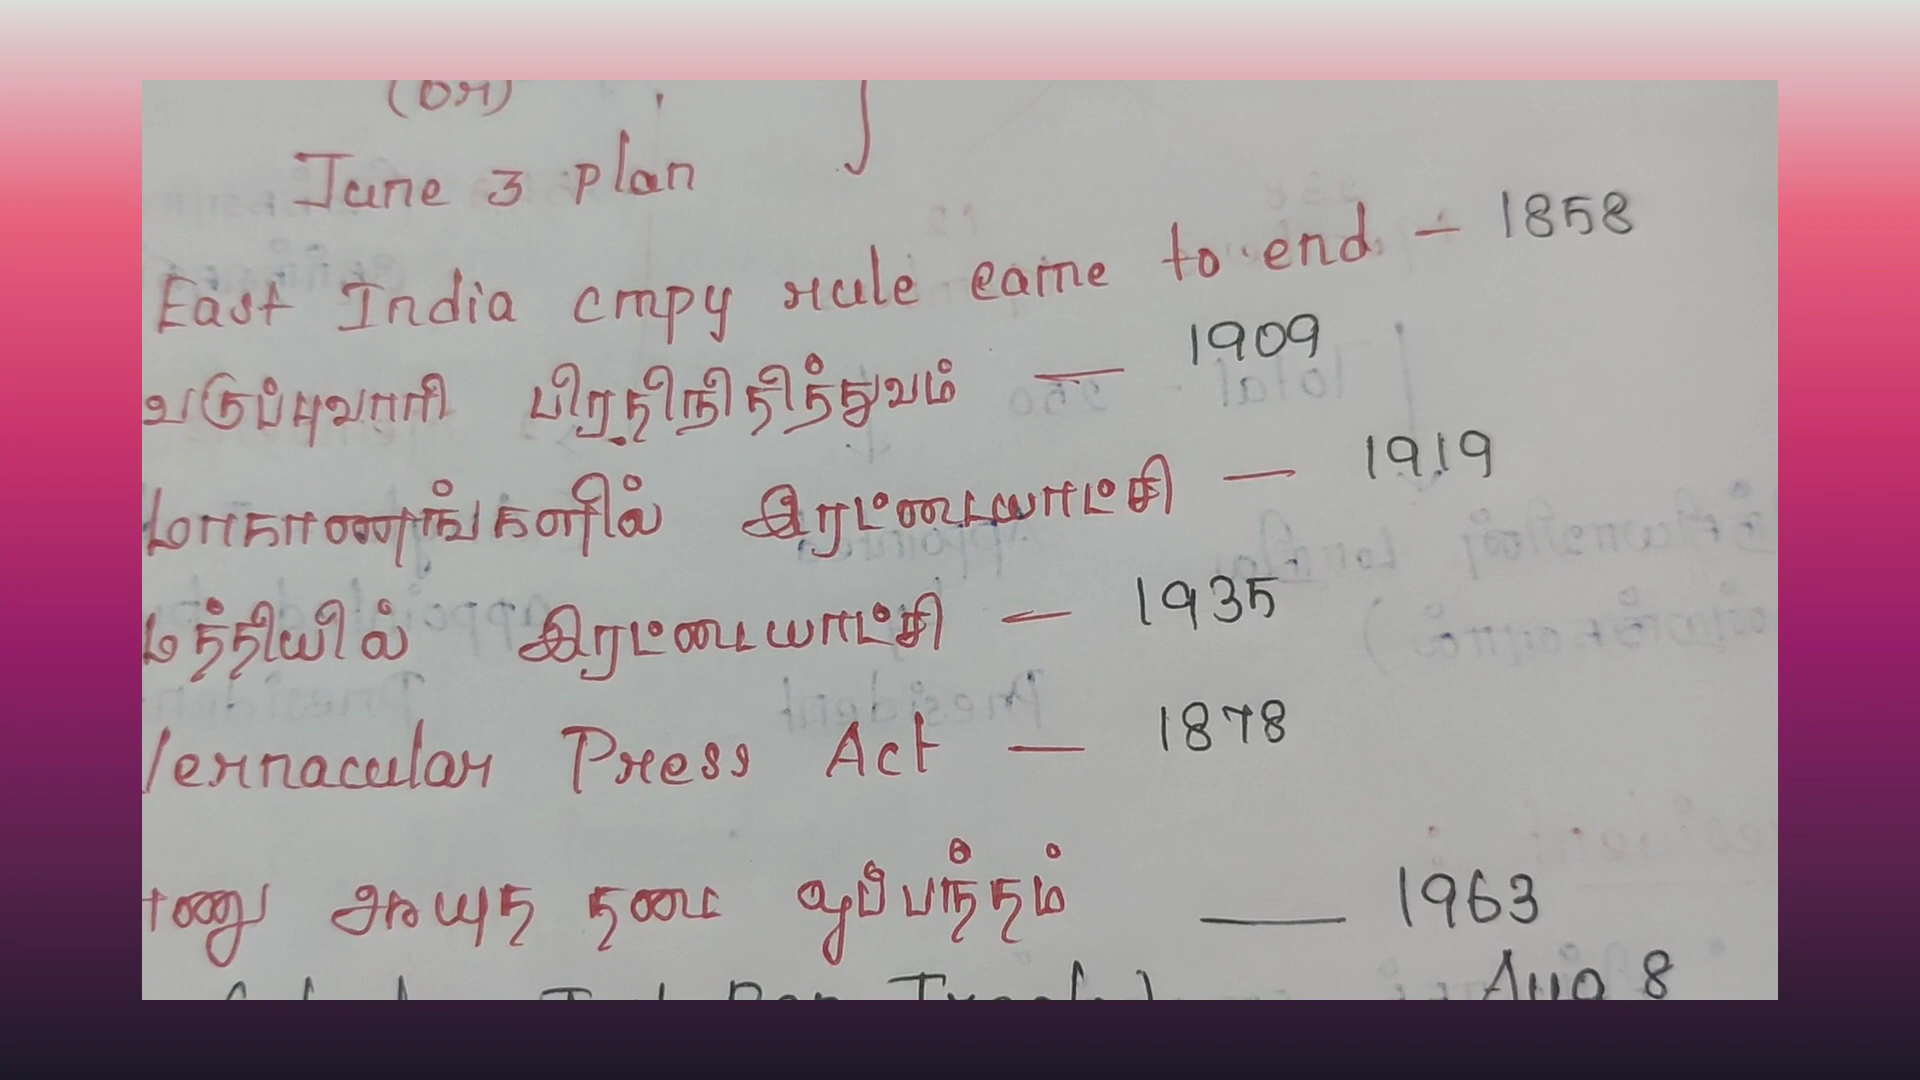 (or)
June 3 plan
East India cmpy rule came to end - 1858
வகுப்புவாரி பிரதிநிதித்துவம் — 1909
மாகாணங்களில் இரட்டையாட்சி — 1919
மத்தியில் இரட்டையாட்சி — 1935
Vernacular Press Act — 1878
அணு ஆயுத தடை ஒப்பந்தம் — 1963
Aug 8